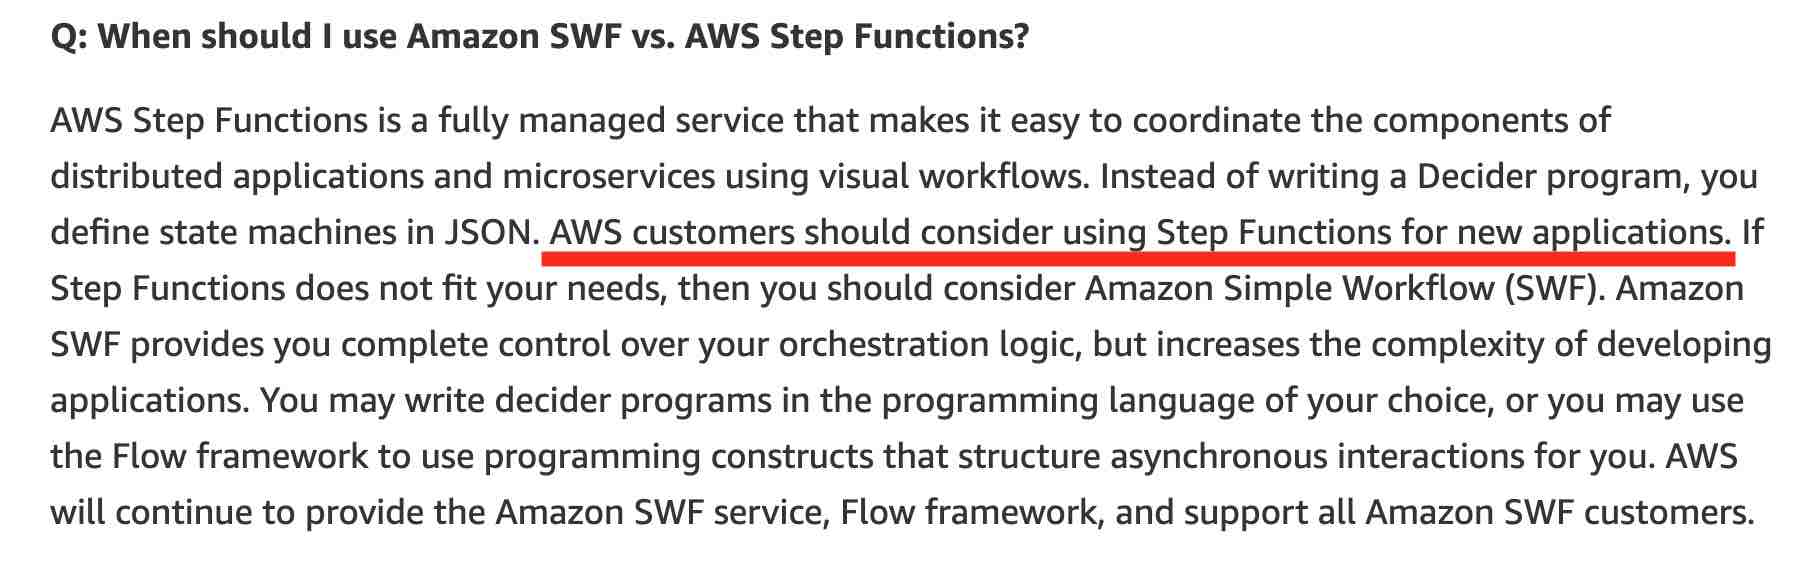 Q: When should I use Amazon SWF vs. AWS Step Functions?
AWS Step Functions is a fully managed service that makes it easy to coordinate the components of
distributed applications and microservices using visual workflows. Instead of writing a Decider program, you
define state machines in JSON. AWS customers should consider using Step Functions for new applications. If
Step Functions does not fit your needs, then you should consider Amazon Simple Workflow (SWF). Amazon
SWF provides you complete control over your orchestration logic, but increases the complexity of developing
applications. You may write decider programs in the programming language of your choice, or you may use
the Flow framework to use programming constructs that structure asynchronous interactions for you. AWS
will continue to provide the Amazon SWF service, Flow framework, and support all Amazon SWF customers.